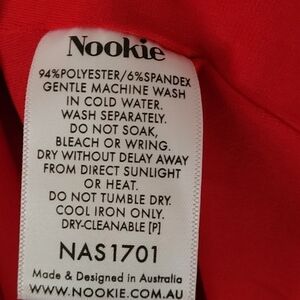 Nookie
94%POLYESTER/6%SPANDEX
GENTLE MACHINE WASH
IN COLD WATER.
WASH SEPARATELY.
DO NOT SOAK,
BLEACH OR WRING.
DRY WITHOUT DELAY AWAY
FROM DIRECT SUNLIGHT
OR HEAT.
DO NOT TUMBLE DRY.
COOL IRON ONLY.
DRY-CLEANABLE [P]
NAS1701
Made & Designed in Australia
WWW.NOOKIE.COM.AU